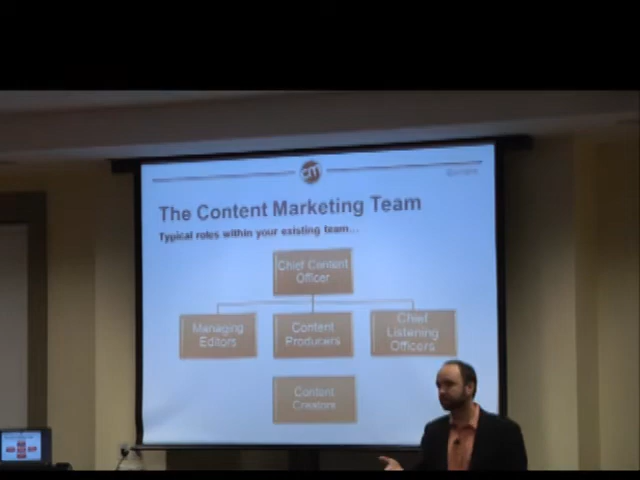 The Content Marketing Team
Typical roles within your existing team...
Chief Content
Officer
Managing
Editors
Content
Producers
Chief
Listening
Officers
Content
Creators